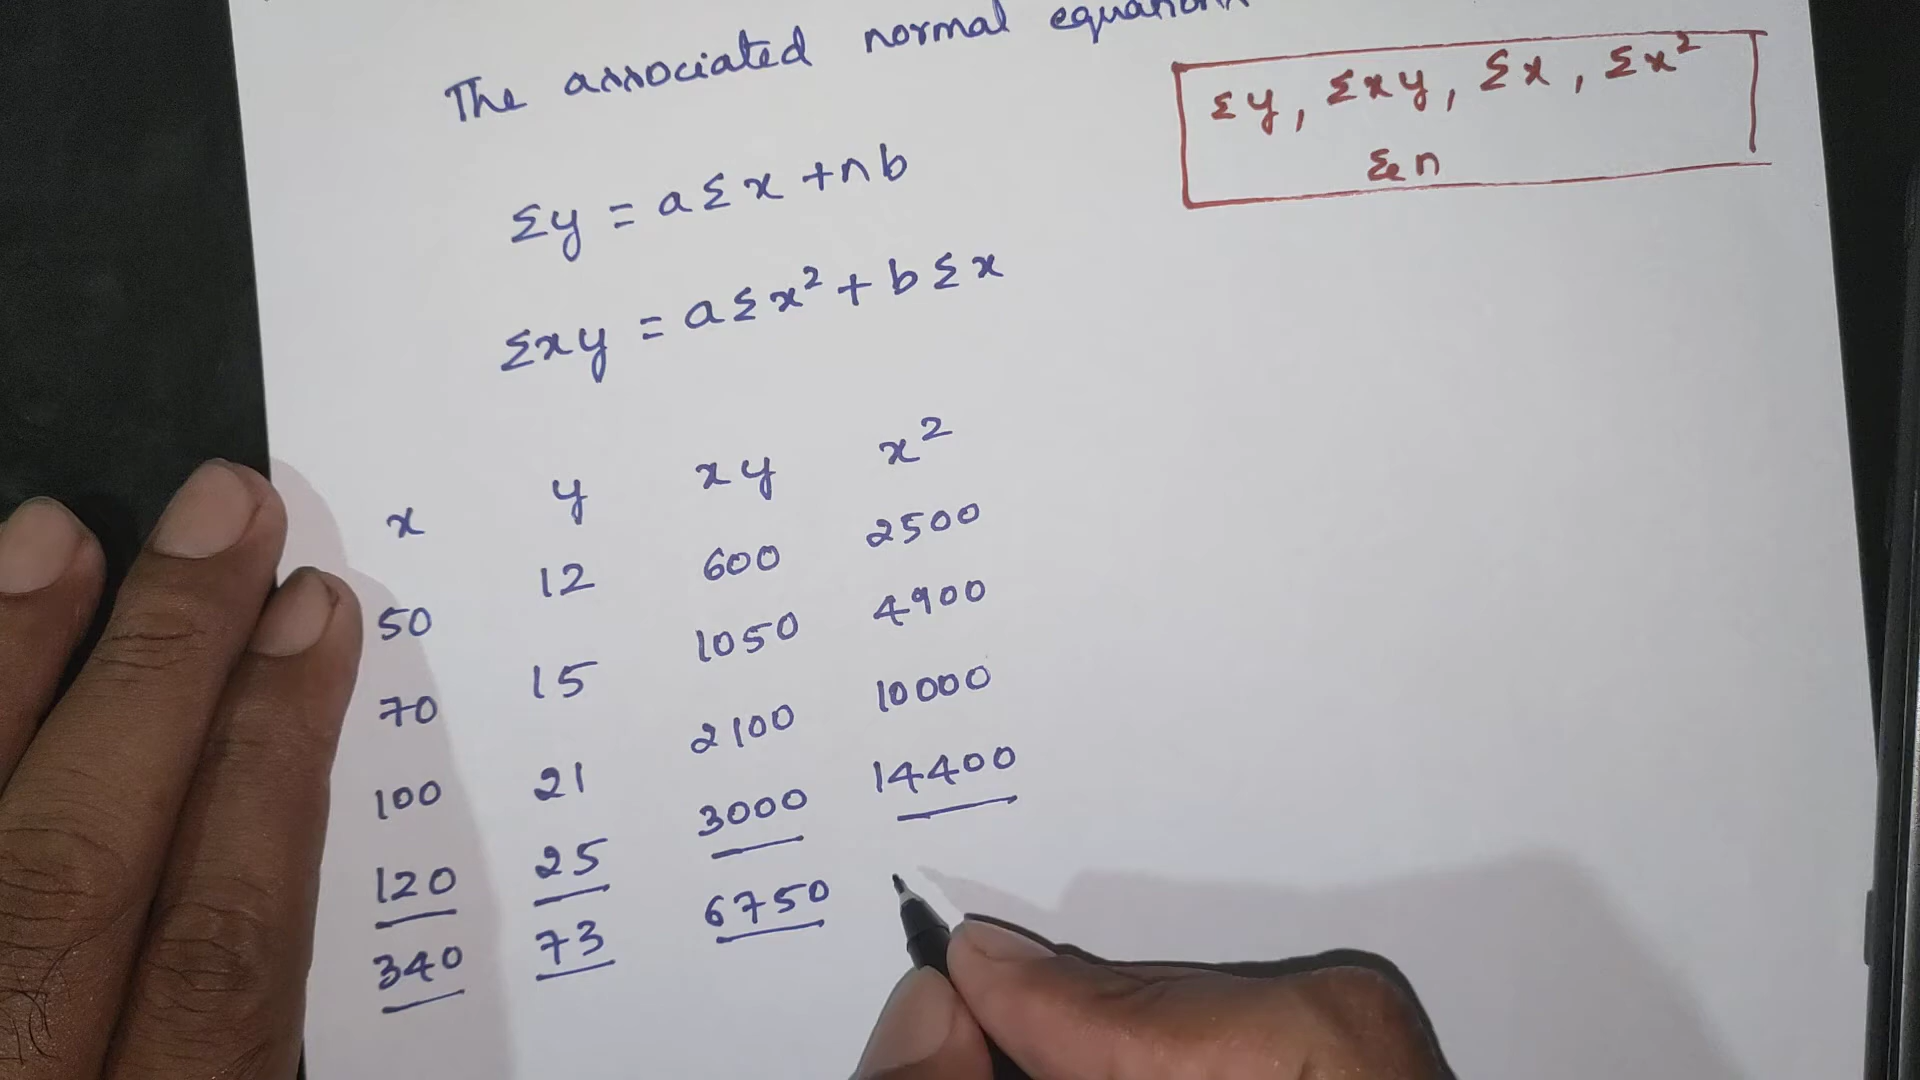 The associated normal equations
Σy, Σxy, Σx, Σx²
& n
Σy = aΣx + nb
Σxy = aΣx² + bΣx
x y xy x²
50 12 600 2500
70 15 1050 4900
100 21 2100 10000
120 25 3000 14400
340 73 6750